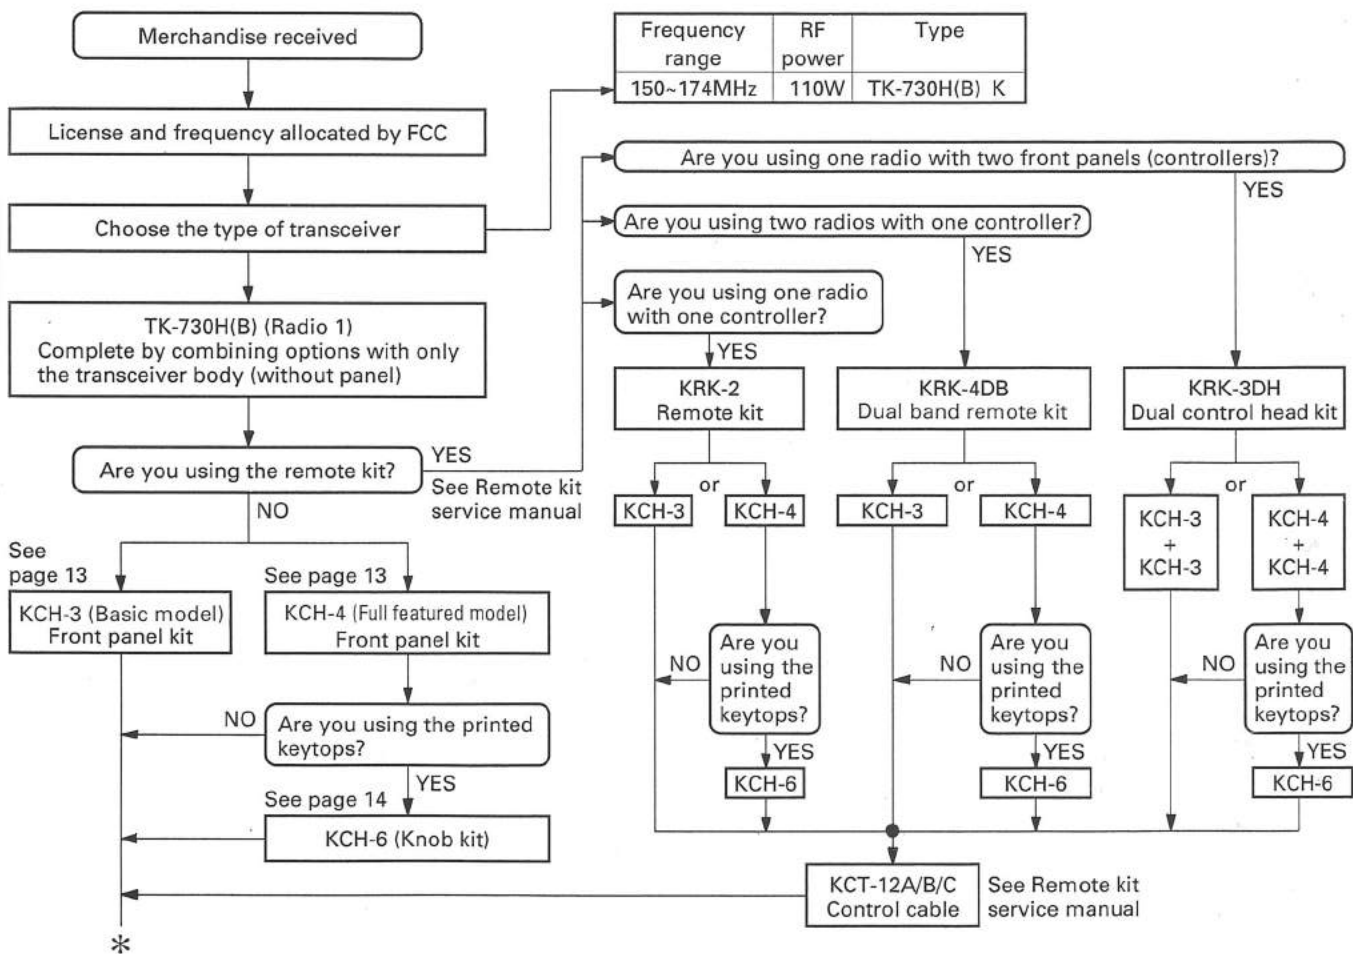 Merchandise received
Frequency range
RF power
Type
150~174MHz
110W
TK-730H(B) K
License and frequency allocated by FCC
Are you using one radio with two front panels (controllers)?
YES
Choose the type of transceiver
Are you using two radios with one controller?
YES
Are you using one radio
with one controller?
YES
TK-730H(B) (Radio 1)
Complete by combining options with only
the transceiver body (without panel)
KRK-2
Remote kit
KRK-4DB
Dual band remote kit
KRK-3DH
Dual control head kit
Are you using the remote kit?
YES
See Remote kit
service manual
NO
KCH-3
or
KCH-4
KCH-3
or
KCH-4
KCH-3
+
KCH-3
or
KCH-4
+
KCH-4
See
page 13
KCH-3 (Basic model)
Front panel kit
See page 13
KCH-4 (Full featured model)
Front panel kit
NO
Are you using the printed
keytops?
YES
See page 14
KCH-6 (Knob kit)
NO
Are you
using the
printed
keytops?
YES
KCH-6
NO
Are you
using the
printed
keytops?
YES
KCH-6
NO
Are you
using the
printed
keytops?
YES
KCH-6
KCT-12A/B/C
Control cable
See Remote kit
service manual
*